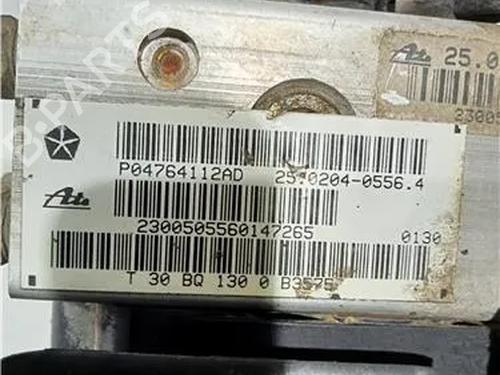 Ate 25.0
2300
P04764112AD 25.0204-0556.4
Ate
2300505560147265 0130
T 30 BQ 130 0 B3575
B-PARTS